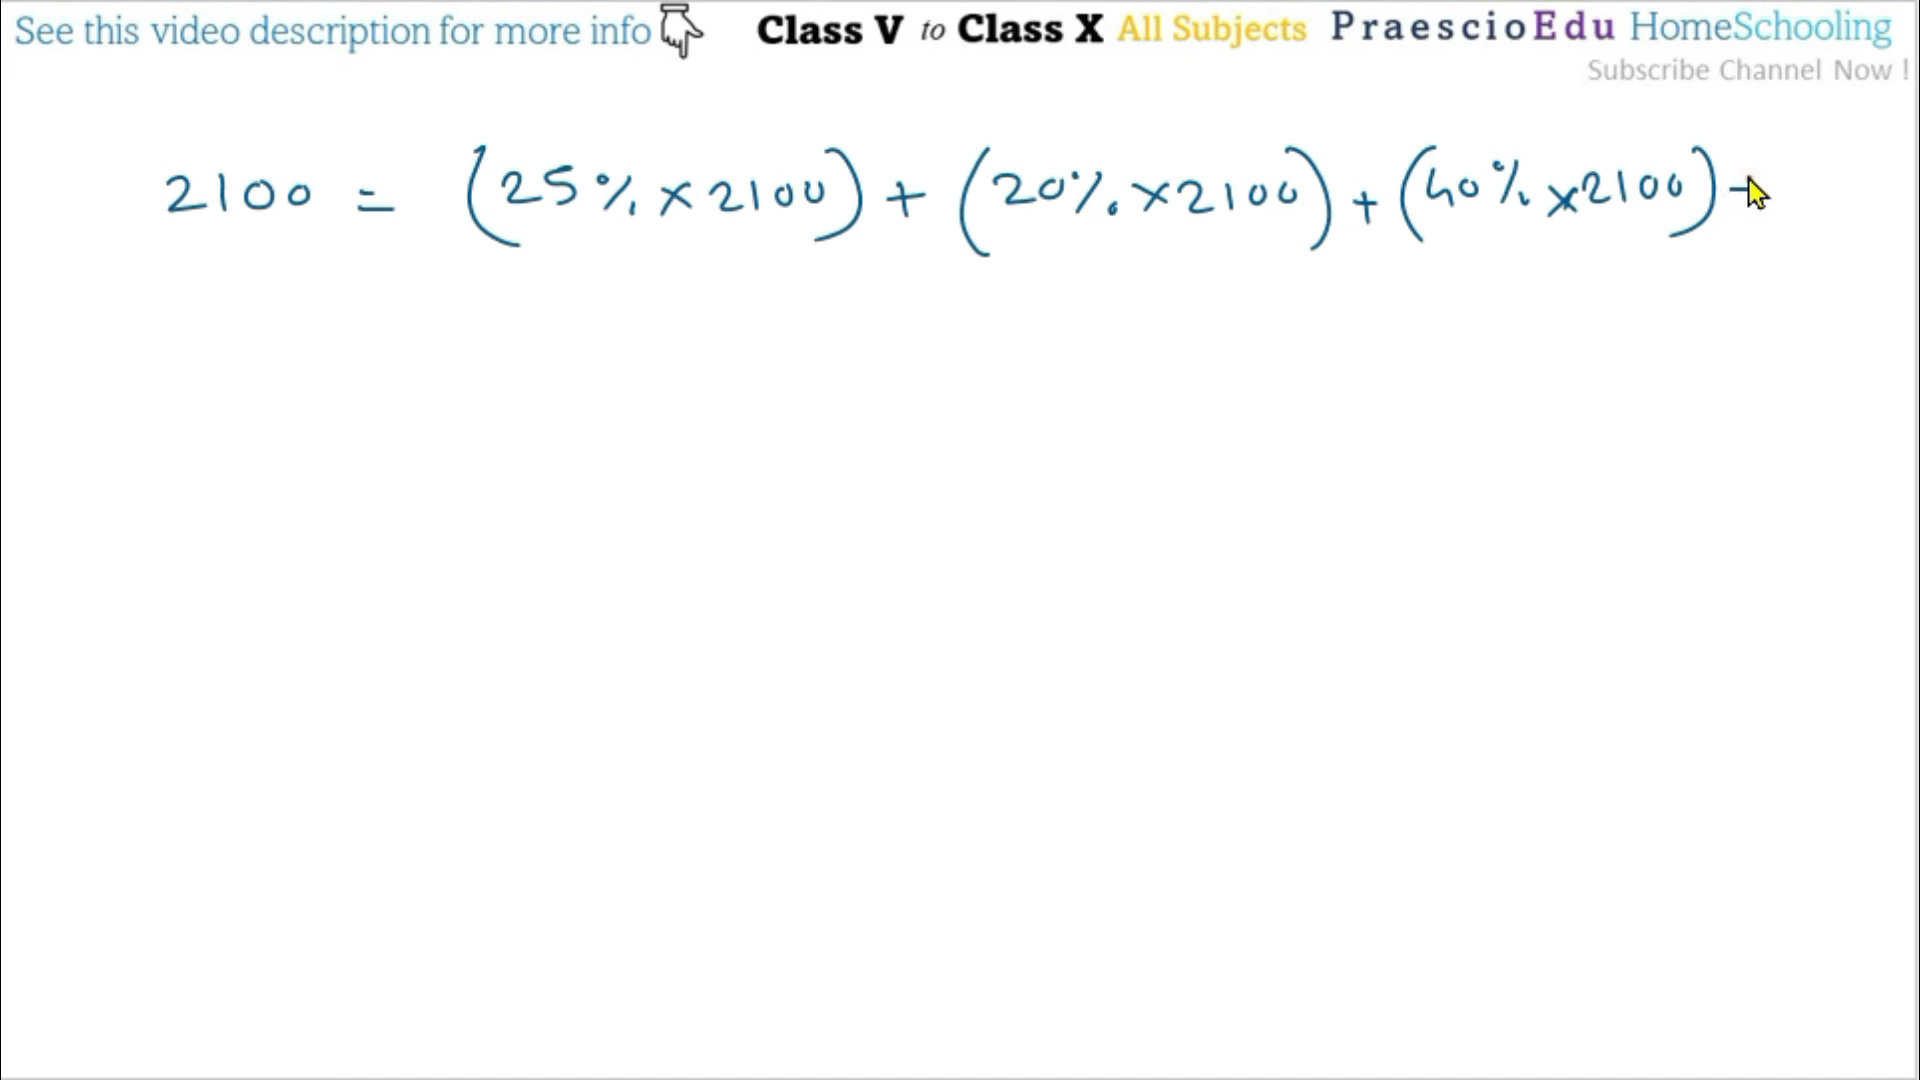 See this video description for more info Class V to Class X All Subjects PraescioEdu HomeSchooling
Subscribe Channel Now !
2100 = (25% × 2100) + (20% × 2100) + (40% × 2100) +